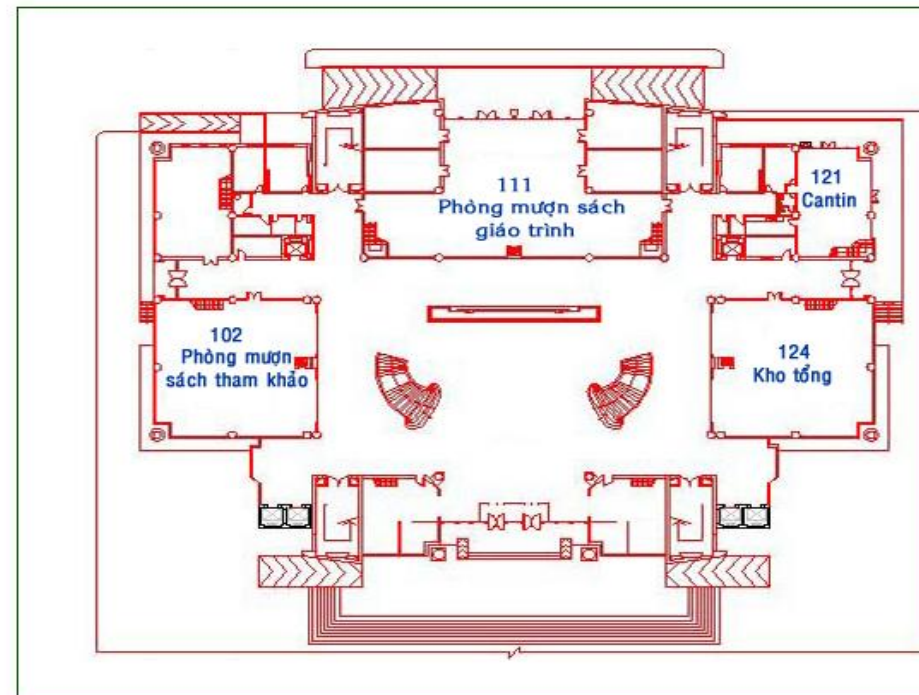 111
Phòng mượn sách
giáo trình
121
Cantin
102
Phòng mượn
sách tham khảo
124
Kho tổng